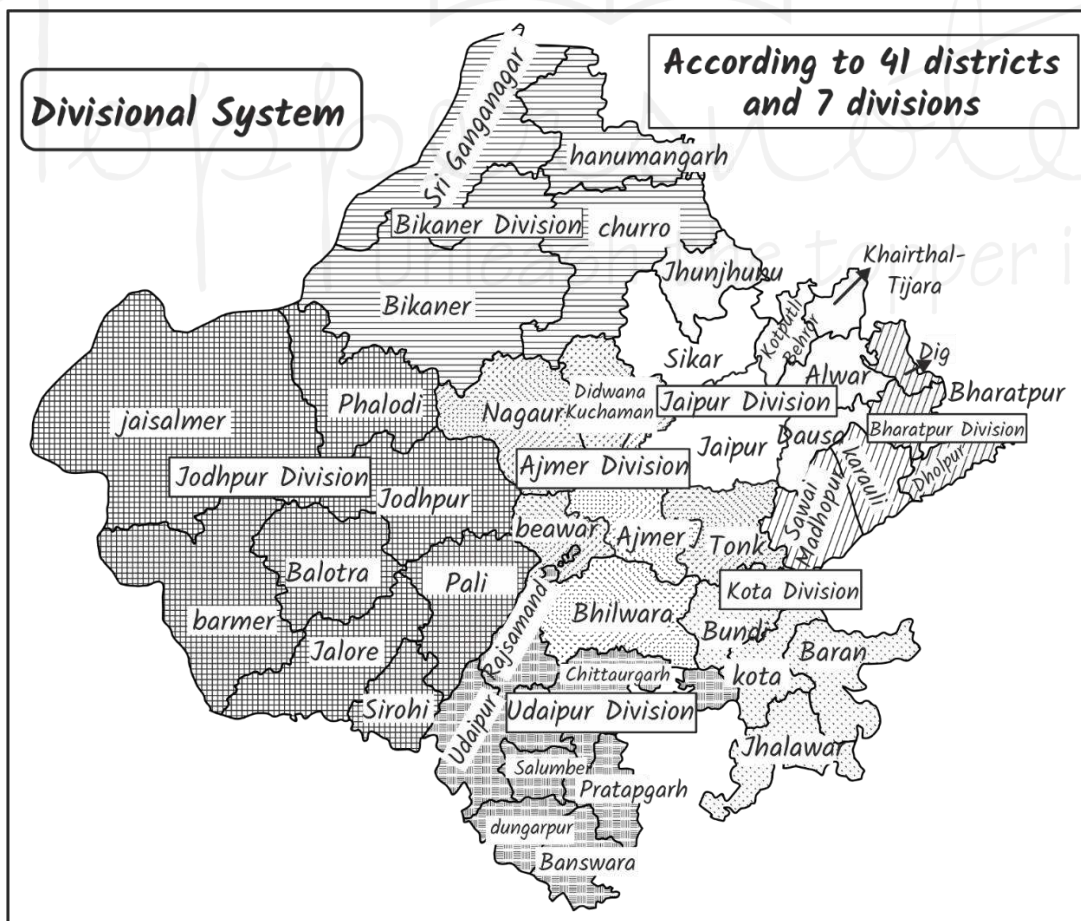 Divisional System
According to 41 districts
and 7 divisions
Sri Ganganagar
hanumangarh
Bikaner Division
churro
Jhunjhunu
Khairthal-
Tijara
Bikaner
Kotputli
Behror
Sikar
Dig
Alwar
Phalodi
Nagaur
Didwana
Kuchaman
Jaipur Division
Bharatpur
jaisalmer
Bharatpur Division
Jaipur
Dausa
Jodhpur Division
Ajmer Division
Jodhpur
Sawai
Madhopur
karauli
Dholpur
beawar
Ajmer
Tonk
Balotra
Pali
Kota Division
barmer
Rajsamand
Bhilwara
Bundi
Baran
Jalore
Chittaurgarh
kota
Sirohi
Udaipur
Udaipur Division
Jhalawar
Salumber
Pratapgarh
dungarpur
Banswara
Unleash the topper i